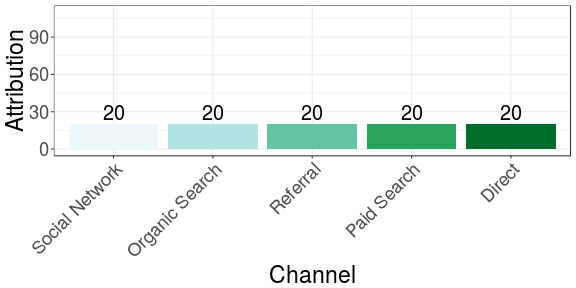 Attribution
90
60
30
0
20 20 20 20 20
Social Network Organic Search Referral Paid Search Direct
Channel